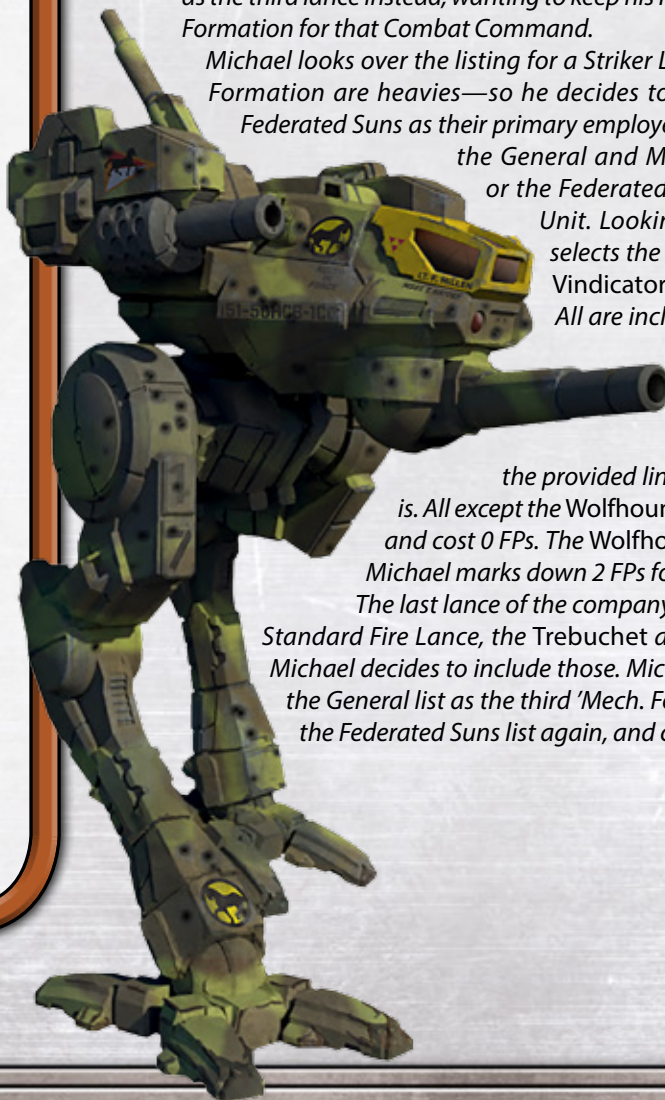 as the third lance instead, wanting to keep his
Formation for that Combat Command.
Michael looks over the listing for a Striker L
Formation are heavies—so he decides to
Federated Suns as their primary employe
the General and M
or the Federated
Unit. Lookin
selects the
Vindicator
All are incl
LT. F. MILLEN
the provided lin
is. All except the Wolfhoun
and cost 0 FPs. The Wolfho
Michael marks down 2 FPs fo
The last lance of the company
Standard Fire Lance, the Trebuchet a
Michael decides to include those. Mic
the General list as the third ’Mech. Fo
the Federated Suns list again, and c
1
7